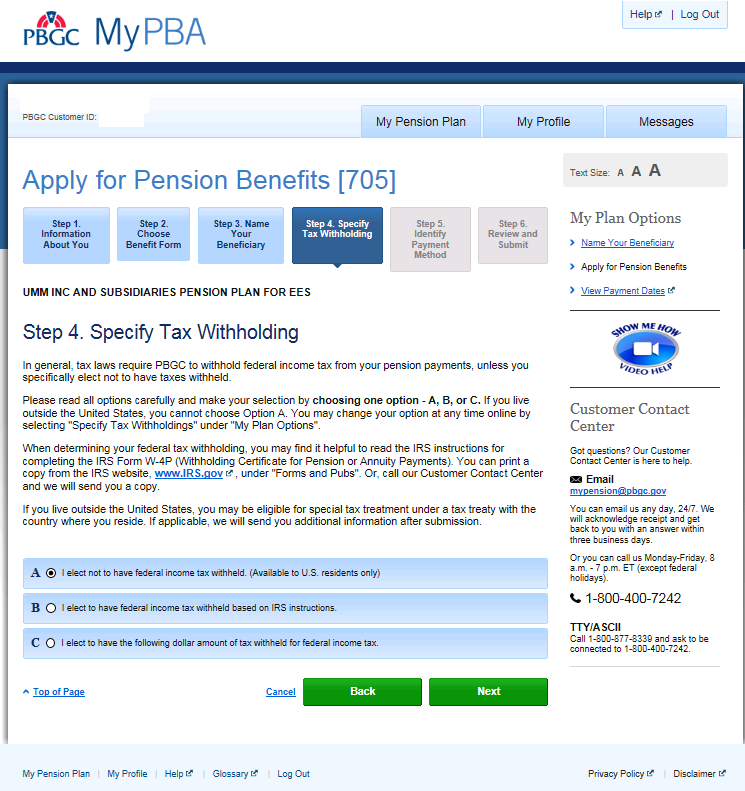 Help | Log Out
PBGC MyPBA
PBGC Customer ID:
My Pension Plan
My Profile
Messages
Apply for Pension Benefits [705]
Text Size: A A A
Step 1.
Information
About You
Step 2.
Choose
Benefit Form
Step 3. Name
Your
Beneficiary
Step 4. Specify
Tax Withholding
Step 5.
Identify
Payment
Method
Step 6.
Review and
Submit
UMM INC AND SUBSIDIARIES PENSION PLAN FOR EES
Step 4. Specify Tax Withholding
In general, tax laws require PBGC to withhold federal income tax from your pension payments, unless you
specifically elect not to have taxes withheld.
Please read all options carefully and make your selection by choosing one option - A, B, or C. If you live
outside the United States, you cannot choose Option A. You may change your option at any time online by
selecting "Specify Tax Withholdings" under "My Plan Options".
When determining your federal tax withholding, you may find it helpful to read the IRS instructions for
completing the IRS Form W-4P (Withholding Certificate for Pension or Annuity Payments). You can print a
copy from the IRS website, www.IRS.gov , under "Forms and Pubs". Or, call our Customer Contact Center
and we will send you a copy.
If you live outside the United States, you may be eligible for special tax treatment under a tax treaty with the
country where you reside. If applicable, we will send you additional information after submission.
A I elect not to have federal income tax withheld. (Available to U.S. residents only)
B I elect to have federal income tax withheld based on IRS instructions.
C I elect to have the following dollar amount of tax withheld for federal income tax.
Top of Page
Cancel
Back
Next
My Plan Options
Name Your Beneficiary
Apply for Pension Benefits
View Payment Dates
SHOW ME HOW
VIDEO HELP
Customer Contact
Center
Got questions? Our Customer
Contact Center is here to help.
Email
mypension@pbgc.gov
You can email us any day, 24/7. We
will acknowledge receipt and get
back to you with an answer within
three business days.
Or you can call us Monday-Friday, 8
a.m. - 7 p.m. ET (except federal
holidays).
1-800-400-7242
TTY/ASCII
Call 1-800-877-8339 and ask to be
connected to 1-800-400-7242.
My Pension Plan | My Profile | Help | Glossary | Log Out
Privacy Policy | Disclaimer